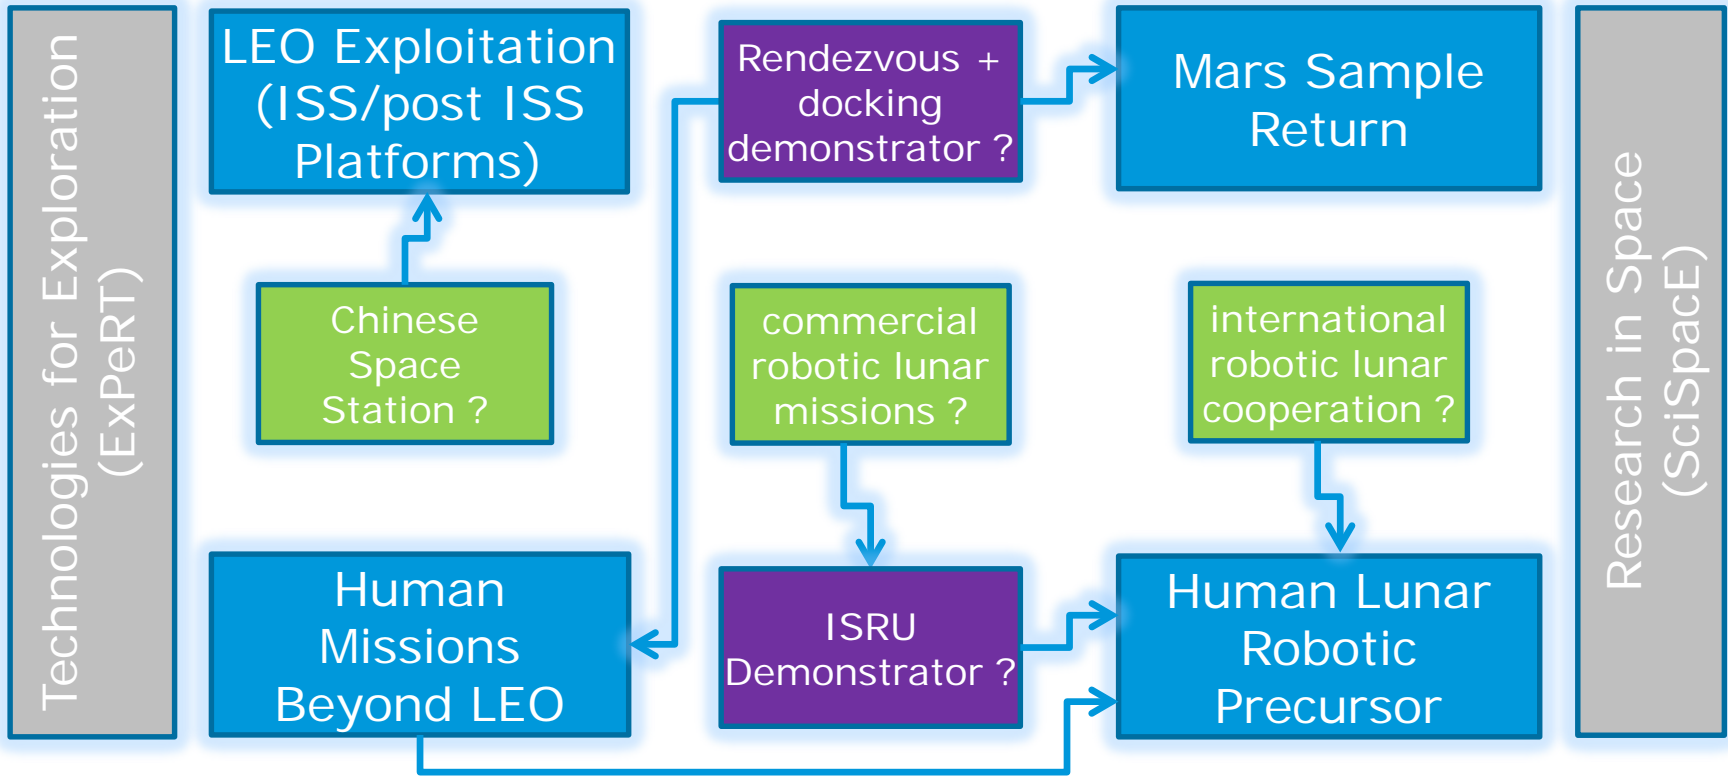 Technologies for Exploration
(ExPeRT)
LEO Exploitation
(ISS/post ISS
Platforms)
Rendezvous +
docking
demonstrator ?
Mars Sample
Return
Chinese
Space
Station ?
commercial
robotic lunar
missions ?
international
robotic lunar
cooperation ?
Human
Missions
Beyond LEO
ISRU
Demonstrator ?
Human Lunar
Robotic
Precursor
Research in Space
(SciSpacE)